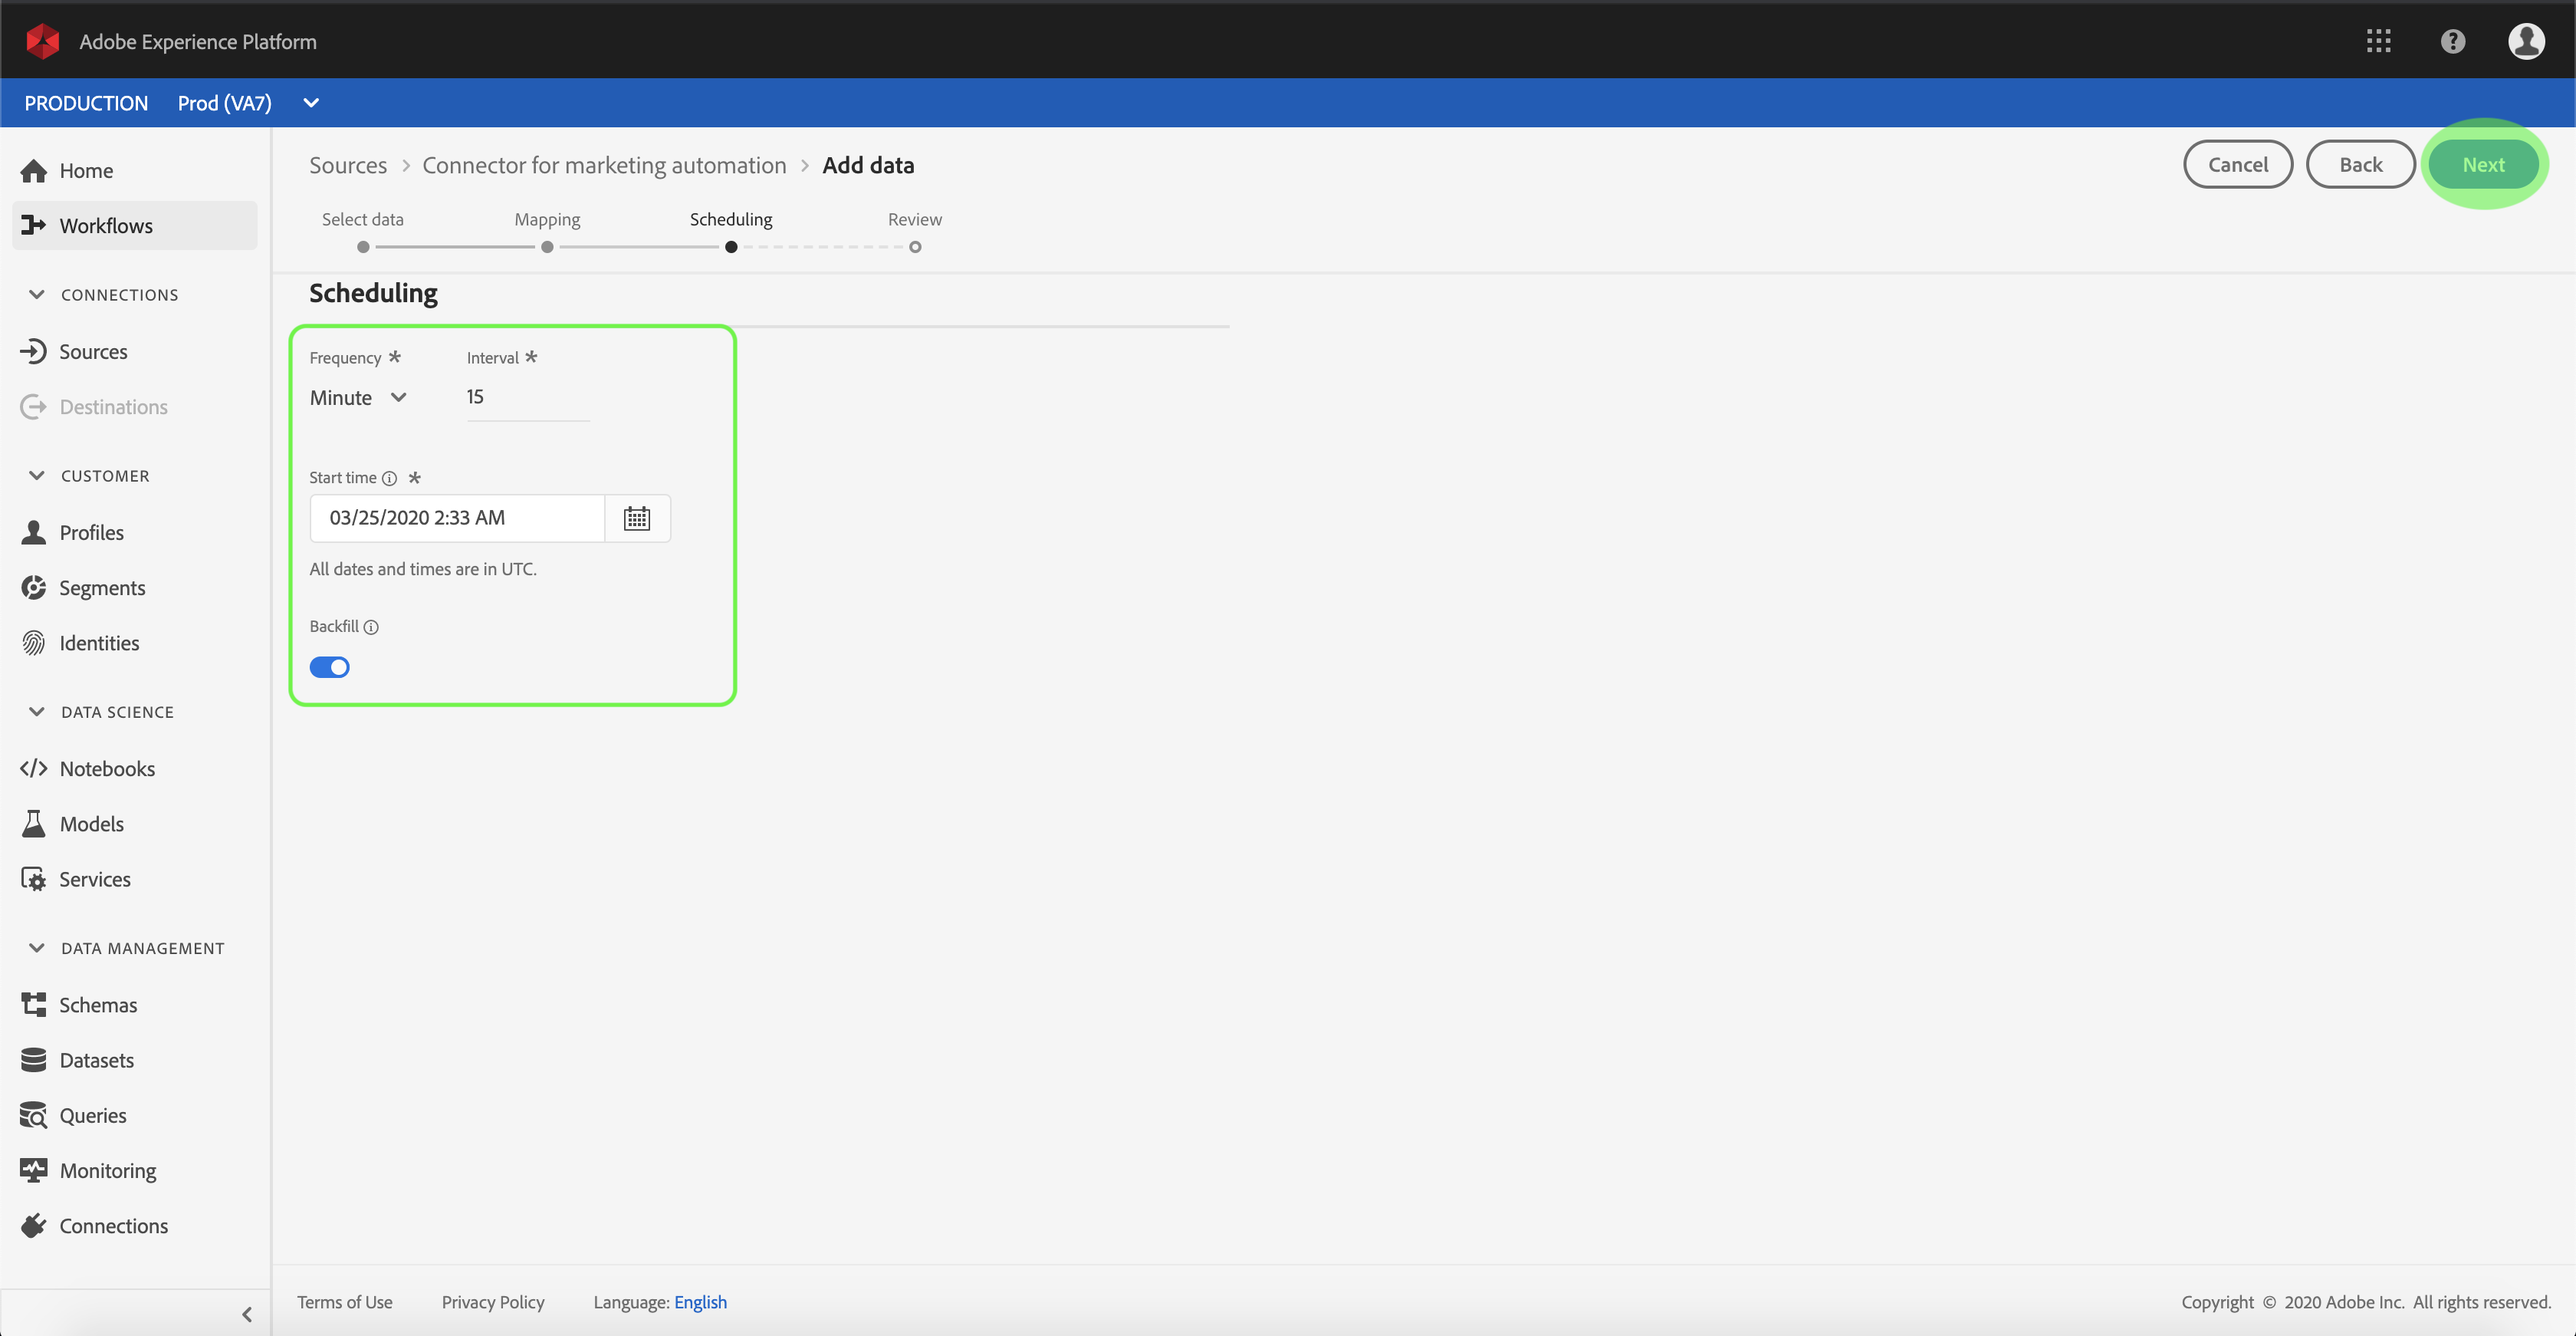 Adobe Experience Platform
PRODUCTION Prod (VA7)
Home
Workflows
CONNECTIONS
Sources
Destinations
CUSTOMER
Profiles
Segments
Identities
DATA SCIENCE
Notebooks
Models
Services
DATA MANAGEMENT
Schemas
Datasets
Queries
Monitoring
Connections
Sources > Connector for marketing automation > Add data
Cancel Back Next
Select data Mapping Scheduling Review
Scheduling
Frequency * Interval *
Minute 15
Start time *
03/25/2020 2:33 AM
All dates and times are in UTC.
Backfill
Terms of Use Privacy Policy Language: English Copyright © 2020 Adobe Inc. All rights reserved.